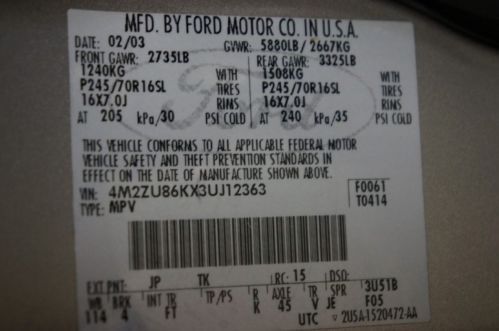 MFD. BY FORD MOTOR CO. IN U.S.A.
DATE: 02/03 GVWR: 5880LB/2667KG
FRONT GAWR: 2735LB REAR GAWR: 3325LB
1240KG WITH 1508KG WITH
P245/70R16SL TIRES P245/70R16SL TIRES
16X7.0J RIMS 16X7.0J RIMS
AT 205 kPa/30 PSI COLD AT 240 kPa/35 PSI COLD
Ford
THIS VEHICLE CONFORMS TO ALL APPLICABLE FEDERAL MOTOR
VEHICLE SAFETY AND THEFT PREVENTION STANDARDS IN
EFFECT ON THE DATE OF MANUFACTURE SHOWN ABOVE.
VIN: 4M2ZU86KX3UJ12363 F0061
TYPE: MPV T0414
EXT PNT: JP TK RC: 15 DSO:
WB BRK INT TR TP/PS R AXLE TR SPR 3U51B
114 4 FT K 45 V JE F05
UTC 2U5A-1520472-AA